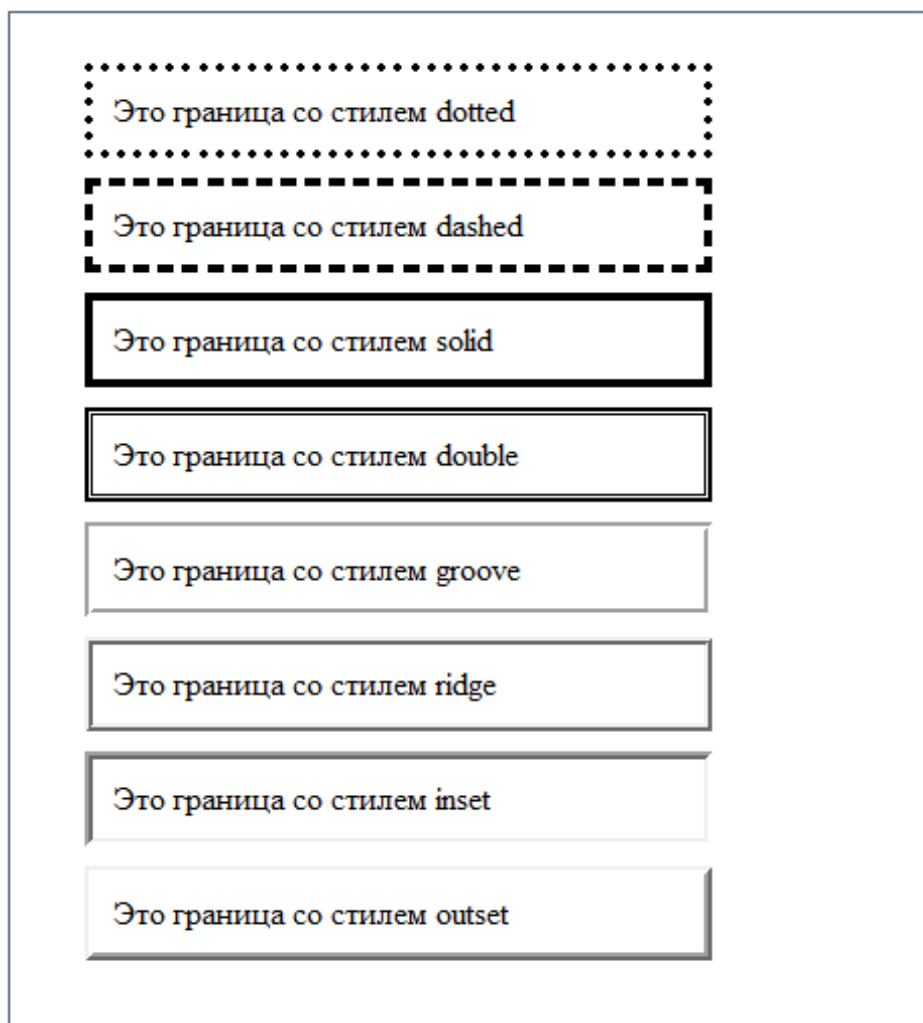 Это граница со стилем dotted
Это граница со стилем dashed
Это граница со стилем solid
Это граница со стилем double
Это граница со стилем groove
Это граница со стилем ridge
Это граница со стилем inset
Это граница со стилем outset